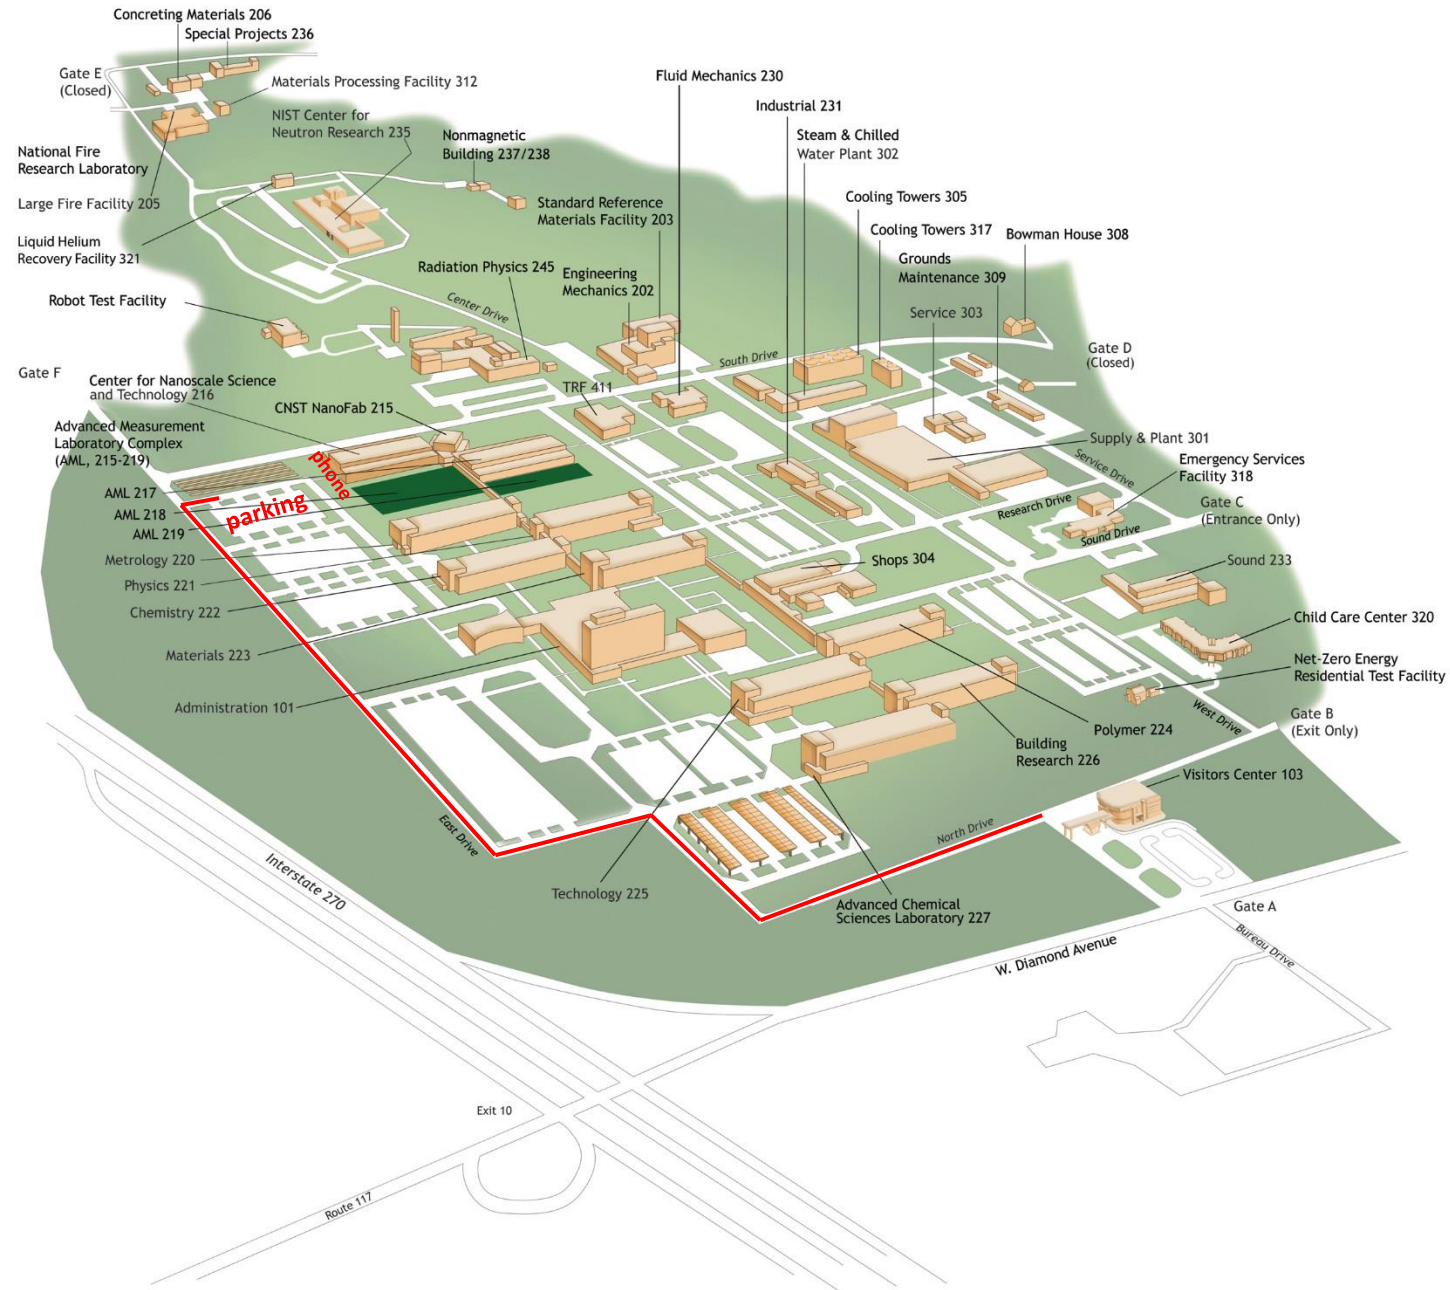 Concreting Materials 206
Special Projects 236
Gate E
(Closed)
Materials Processing Facility 312
Fluid Mechanics 230
Industrial 231
NIST Center for
Neutron Research 235
Nonmagnetic
Building 237/238
Steam & Chilled
Water Plant 302
National Fire
Research Laboratory
Large Fire Facility 205
Standard Reference
Materials Facility 203
Cooling Towers 305
Cooling Towers 317
Bowman House 308
Liquid Helium
Recovery Facility 321
Grounds
Maintenance 309
Radiation Physics 245
Engineering
Mechanics 202
Robot Test Facility
Center Drive
Service 303
South Drive
Gate D
(Closed)
Gate F
Center for Nanoscale Science
and Technology 216
TRF 411
CNST NanoFab 215
Advanced Measurement
Laboratory Complex
(AML, 215-219)
Supply & Plant 301
Service Drive
Emergency Services
Facility 318
phone
parking
AML 217
AML 218
AML 219
Research Drive
Gate C
(Entrance Only)
Sound Drive
Metrology 220
Physics 221
Chemistry 222
Shops 304
Sound 233
Child Care Center 320
Materials 223
Net-Zero Energy
Residential Test Facility
Administration 101
West Drive
Gate B
(Exit Only)
Polymer 224
Building
Research 226
Visitors Center 103
East Drive
North Drive
Interstate 270
Technology 225
Advanced Chemical
Sciences Laboratory 227
Gate A
Bureau Drive
W. Diamond Avenue
Exit 10
Route 117